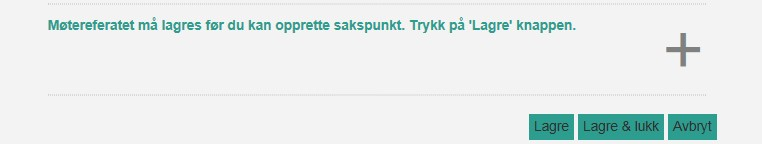 Møtereferatet må lagres før du kan opprette sakspunkt. Trykk på 'Lagre' knappen.
Lagre Lagre & lukk Avbryt